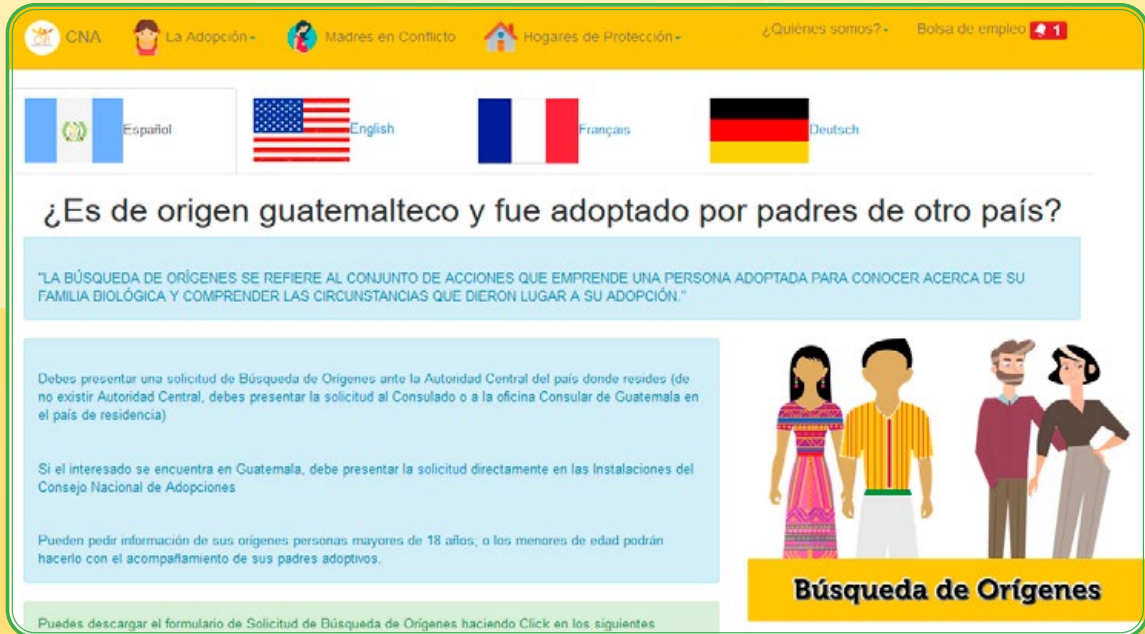 CNA
La Adopción
Madres en Conflicto
Hogares de Protección
¿Quiénes somos?
Bolsa de empleo 1
Español
English
Français
Deutsch
¿Es de origen guatemalteco y fue adoptado por padres de otro país?
"LA BÚSQUEDA DE ORÍGENES SE REFIERE AL CONJUNTO DE ACCIONES QUE EMPRENDE UNA PERSONA ADOPTADA PARA CONOCER ACERCA DE SU
FAMILIA BIOLÓGICA Y COMPRENDER LAS CIRCUNSTANCIAS QUE DIERON LUGAR A SU ADOPCIÓN."
Debes presentar una solicitud de Búsqueda de Orígenes ante la Autoridad Central del país donde resides (de
no existir Autoridad Central, debes presentar la solicitud al Consulado o a la oficina Consular de Guatemala en
el país de residencia)
Si el interesado se encuentra en Guatemala, debe presentar la solicitud directamente en las Instalaciones del
Consejo Nacional de Adopciones
Pueden pedir información de sus orígenes personas mayores de 18 años, o los menores de edad podrán
hacerlo con el acompañamiento de sus padres adoptivos.
Búsqueda de Orígenes
Puedes descargar el formulario de Solicitud de Búsqueda de Orígenes haciendo Click en los siguientes